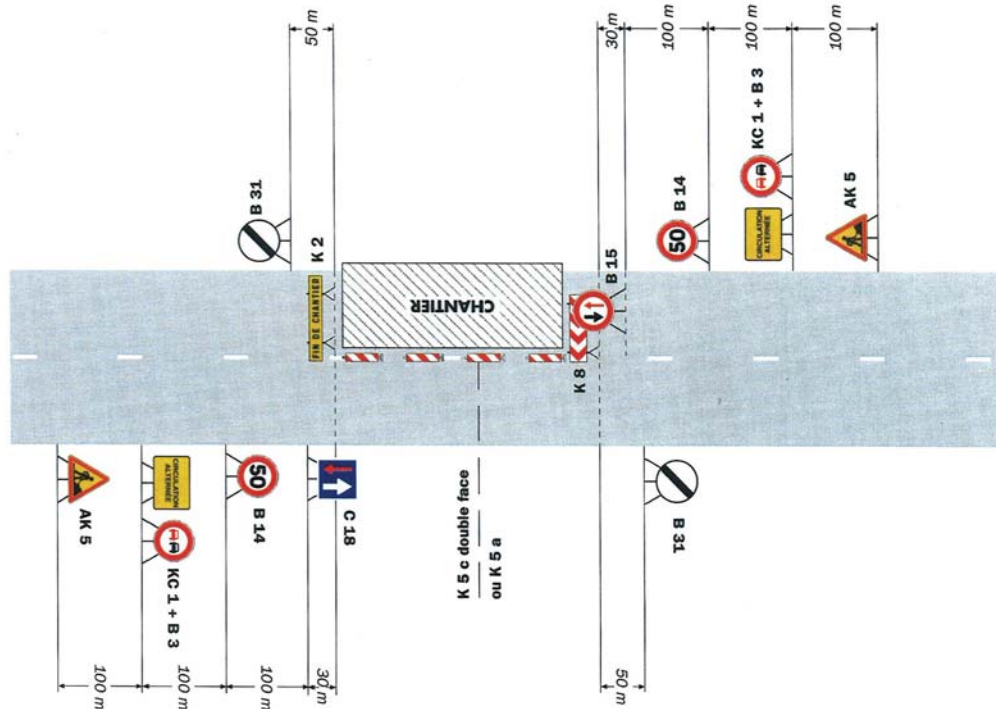 50 m
30 m
100 m
100 m
100 m
B 31
K 2
FIN DE CHANTIER
CHANTIER
K 8
B 15
50
B 14
KC 1 + B 3
CIRCULATION
ALTERNÉE
AK 5
AK 5
CIRCULATION
ALTERNÉE
KC 1 + B 3
50
B 14
C 18
K 5 c double face
ou K 5 a
B 31
100 m
100 m
100 m
30 m
50 m